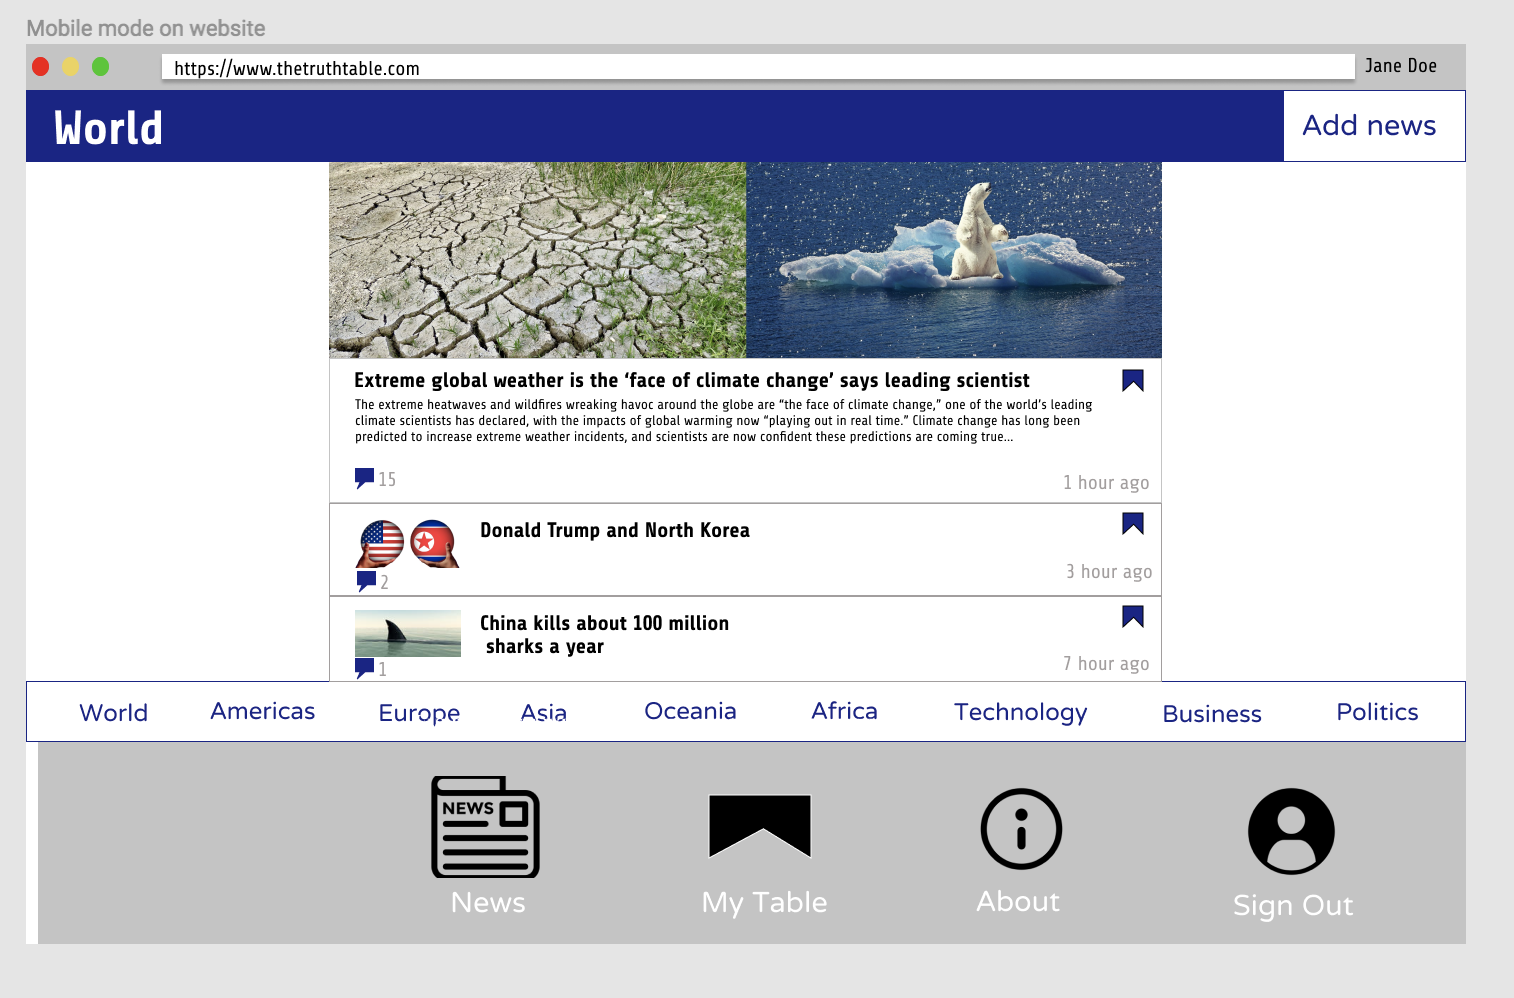 Mobile mode on website
https://www.thetruthtable.com
Jane Doe
World
Add news
Extreme global weather is the ‘face of climate change’ says leading scientist
The extreme heatwaves and wildfires wreaking havoc around the globe are “the face of climate change,” one of the world’s leading
climate scientists has declared, with the impacts of global warming now “playing out in real time.” Climate change has long been
predicted to increase extreme weather incidents, and scientists are now confident these predictions are coming true...
15
1 hour ago
Donald Trump and North Korea
2
3 hour ago
China kills about 100 million
sharks a year
1
7 hour ago
World Americas Europe Asia Oceania Africa Technology Business Politics
NEWS
News My Table About Sign Out